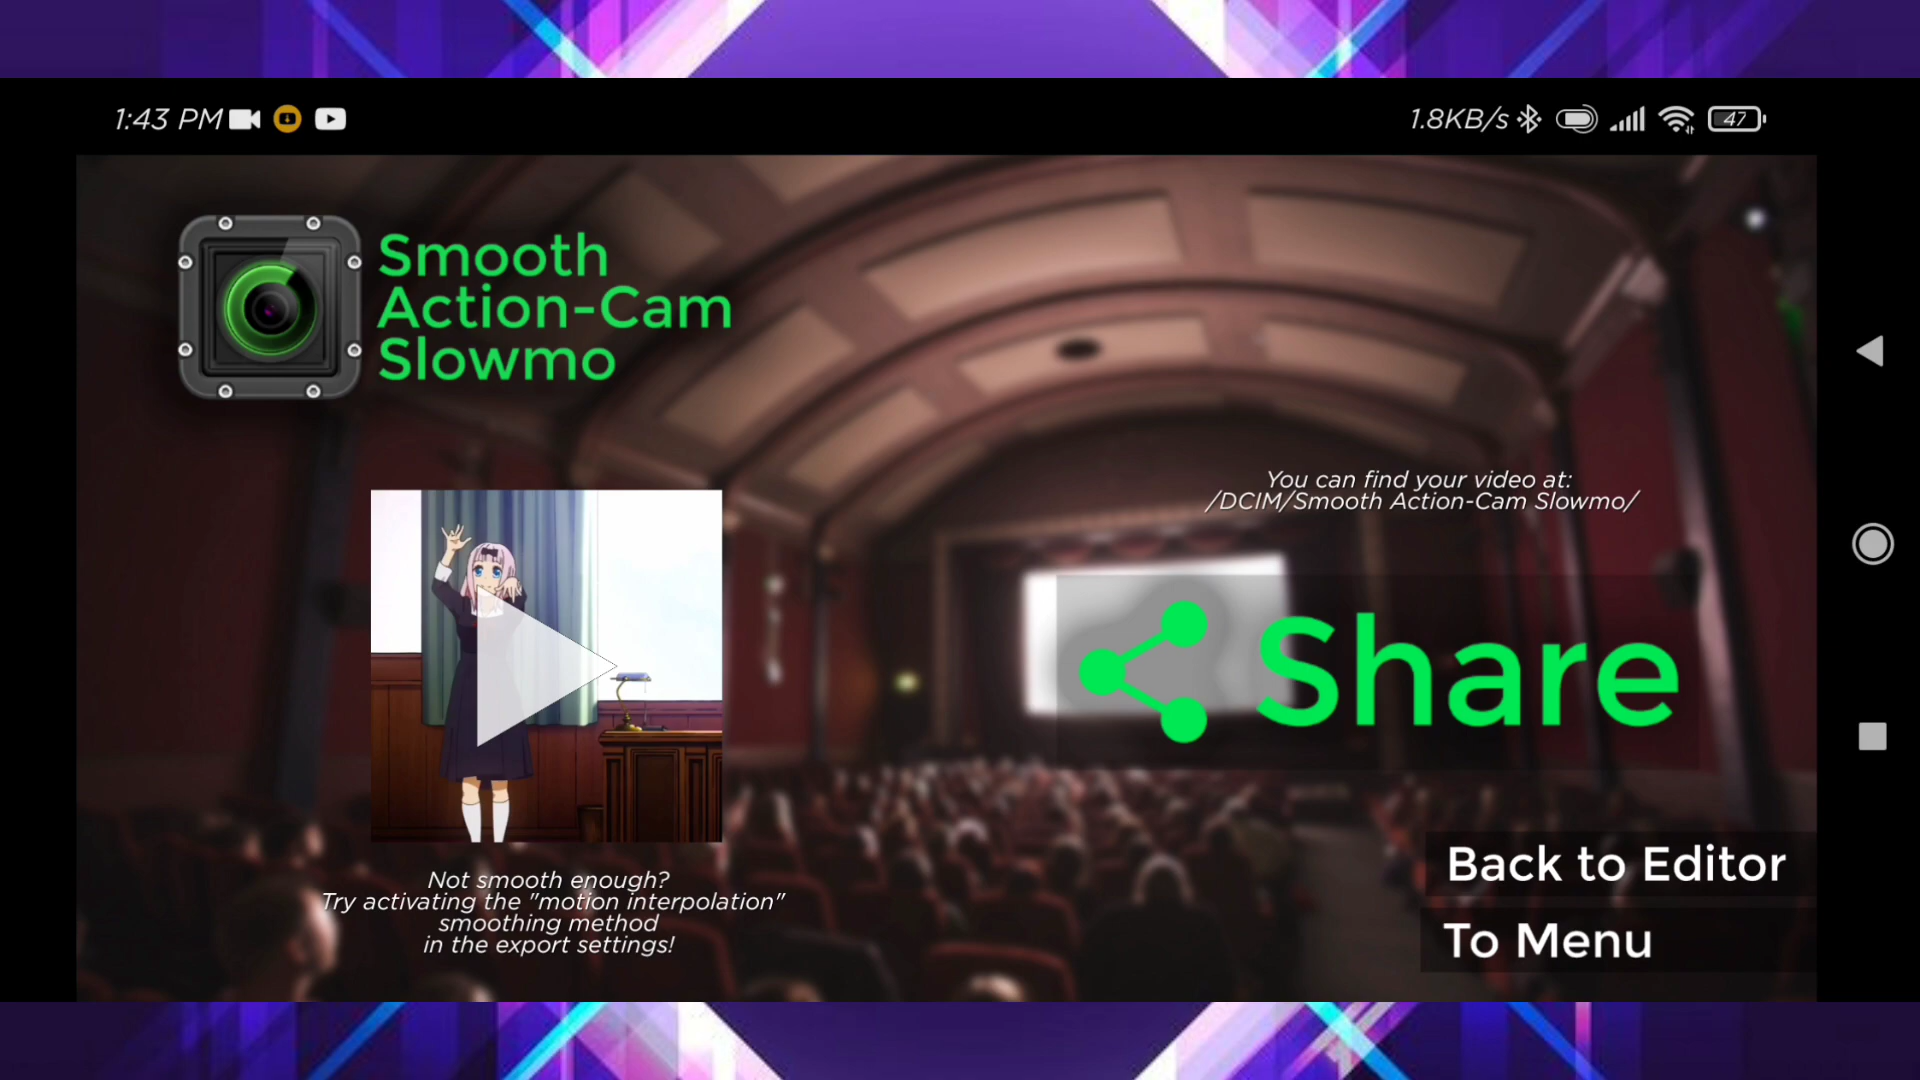 1:43 PM
1.8KB/s
47
Smooth
Action-Cam
Slowmo
You can find your video at:
/DCIM/Smooth Action-Cam Slowmo/
Share
Not smooth enough?
Try activating the "motion interpolation"
smoothing method
in the export settings!
Back to Editor
To Menu